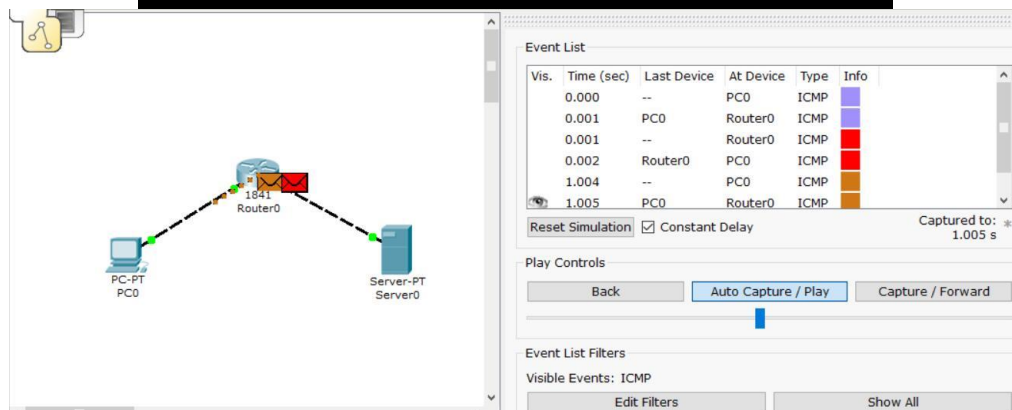 1841
Router0
PC-PT
PC0
Server-PT
Server0
Event List
Vis. Time (sec) Last Device At Device Type Info
0.000 -- PC0 ICMP
0.001 PC0 Router0 ICMP
0.001 -- Router0 ICMP
0.002 Router0 PC0 ICMP
1.004 -- PC0 ICMP
1.005 PC0 Router0 ICMP
Reset Simulation Constant Delay Captured to: *
1.005 s
Play Controls
Back Auto Capture / Play Capture / Forward
Event List Filters
Visible Events: ICMP
Edit Filters Show All